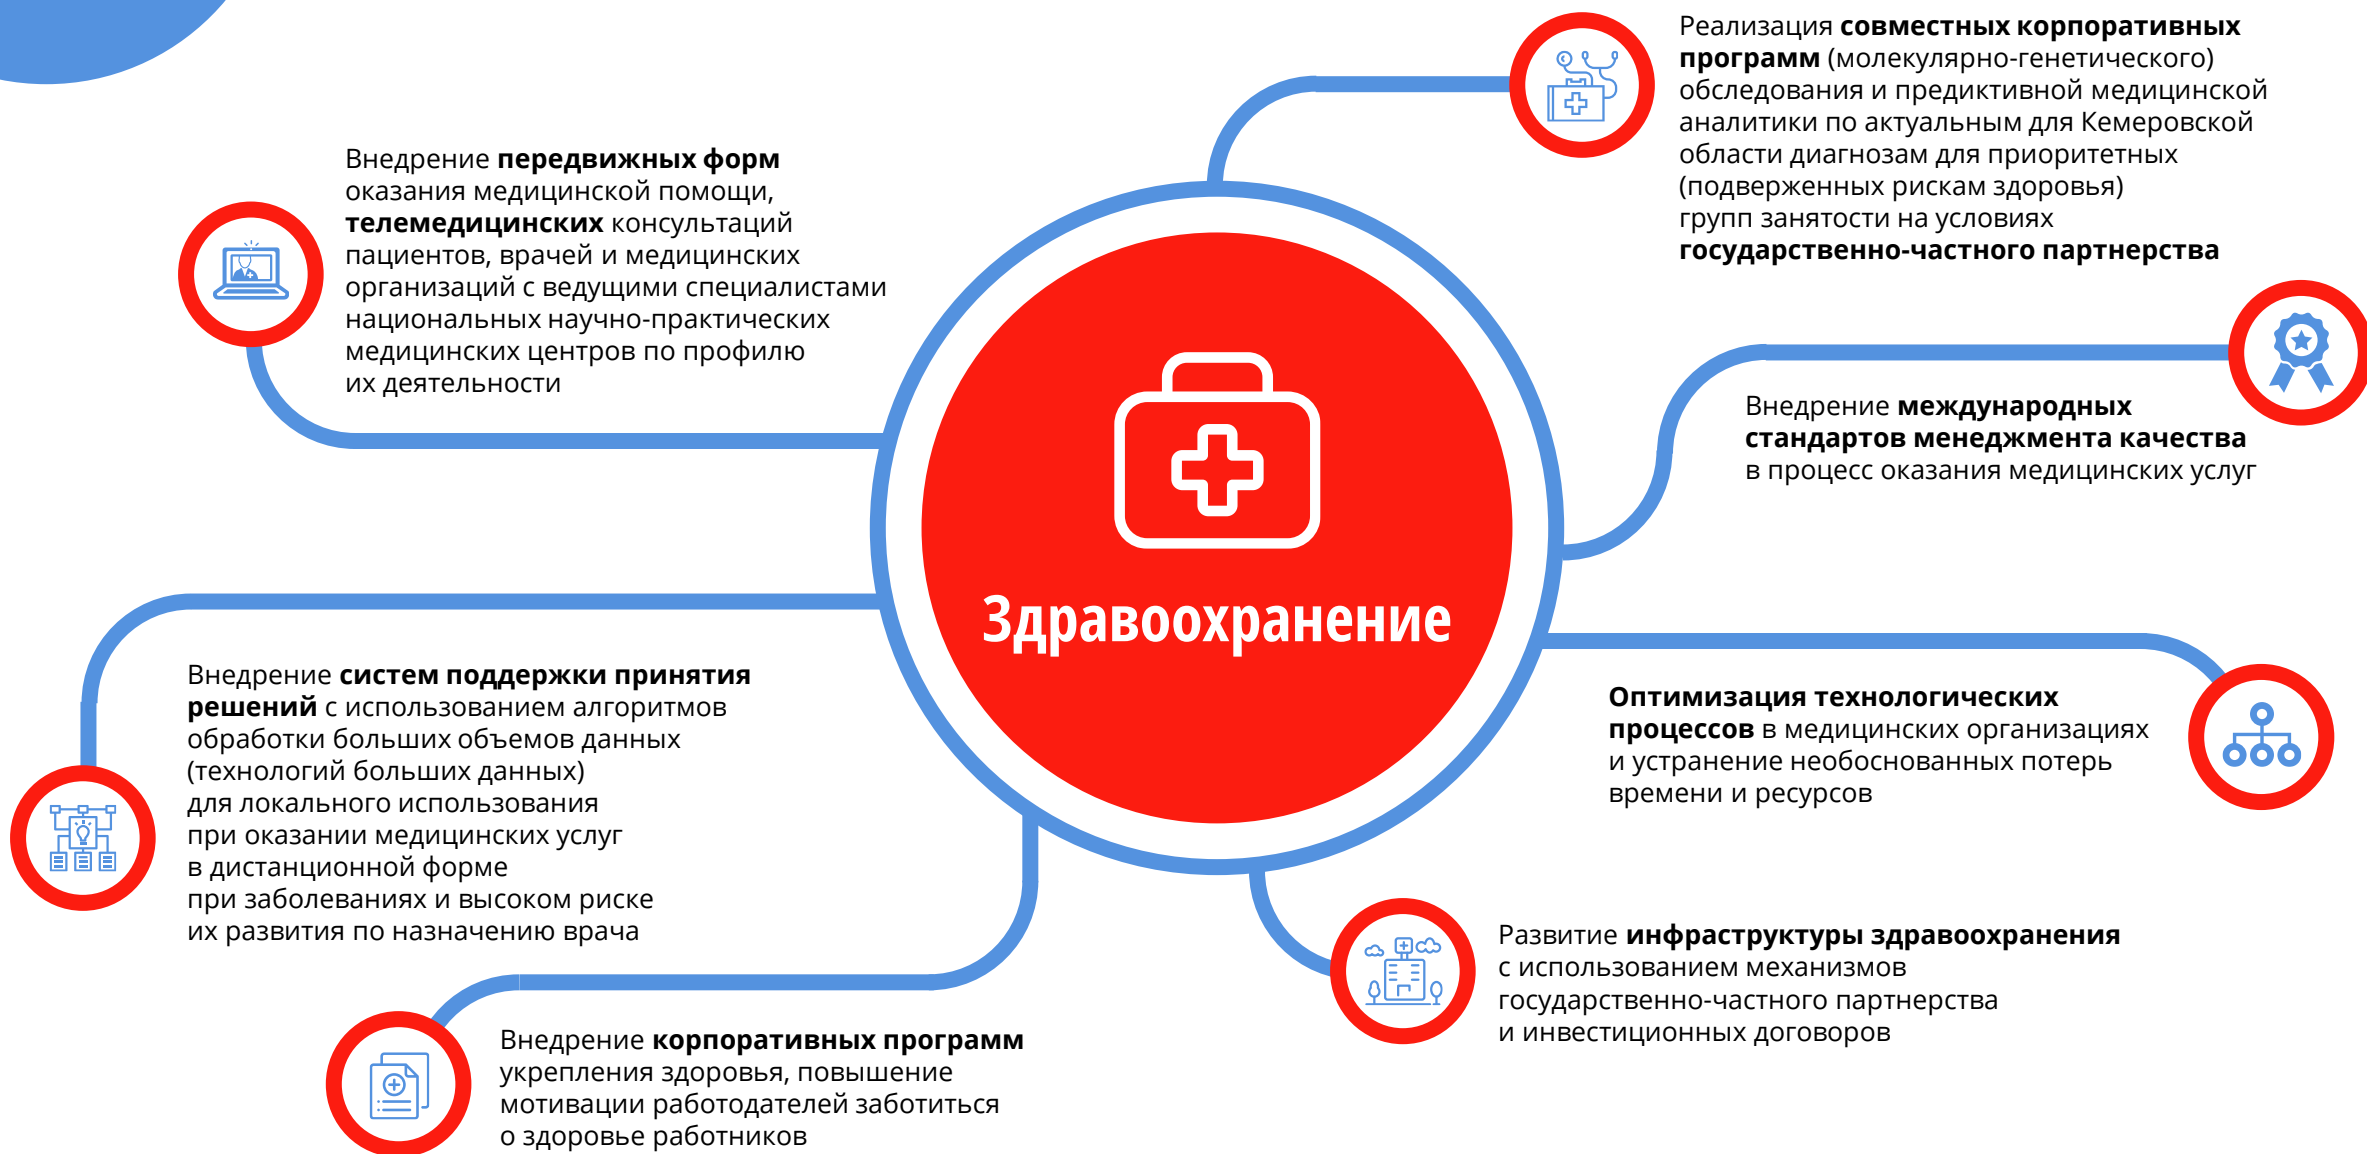 Реализация совместных корпоративных
программ (молекулярно-генетического)
обследования и предиктивной медицинской
аналитики по актуальным для Кемеровской
области диагнозам для приоритетных
(подверженных рискам здоровья)
групп занятости на условиях
государственно-частного партнерства
Внедрение передвижных форм
оказания медицинской помощи,
телемедицинских консультаций
пациентов, врачей и медицинских
организаций с ведущими специалистами
национальных научно-практических
медицинских центров по профилю
их деятельности
Внедрение международных
стандартов менеджмента качества
в процесс оказания медицинских услуг
Здравоохранение
Внедрение систем поддержки принятия
решений с использованием алгоритмов
обработки больших объемов данных
(технологий больших данных)
для локального использования
при оказании медицинских услуг
в дистанционной форме
при заболеваниях и высоком риске
их развития по назначению врача
Оптимизация технологических
процессов в медицинских организациях
и устранение необоснованных потерь
времени и ресурсов
Развитие инфраструктуры здравоохранения
с использованием механизмов
государственно-частного партнерства
и инвестиционных договоров
Внедрение корпоративных программ
укрепления здоровья, повышение
мотивации работодателей заботиться
о здоровье работников